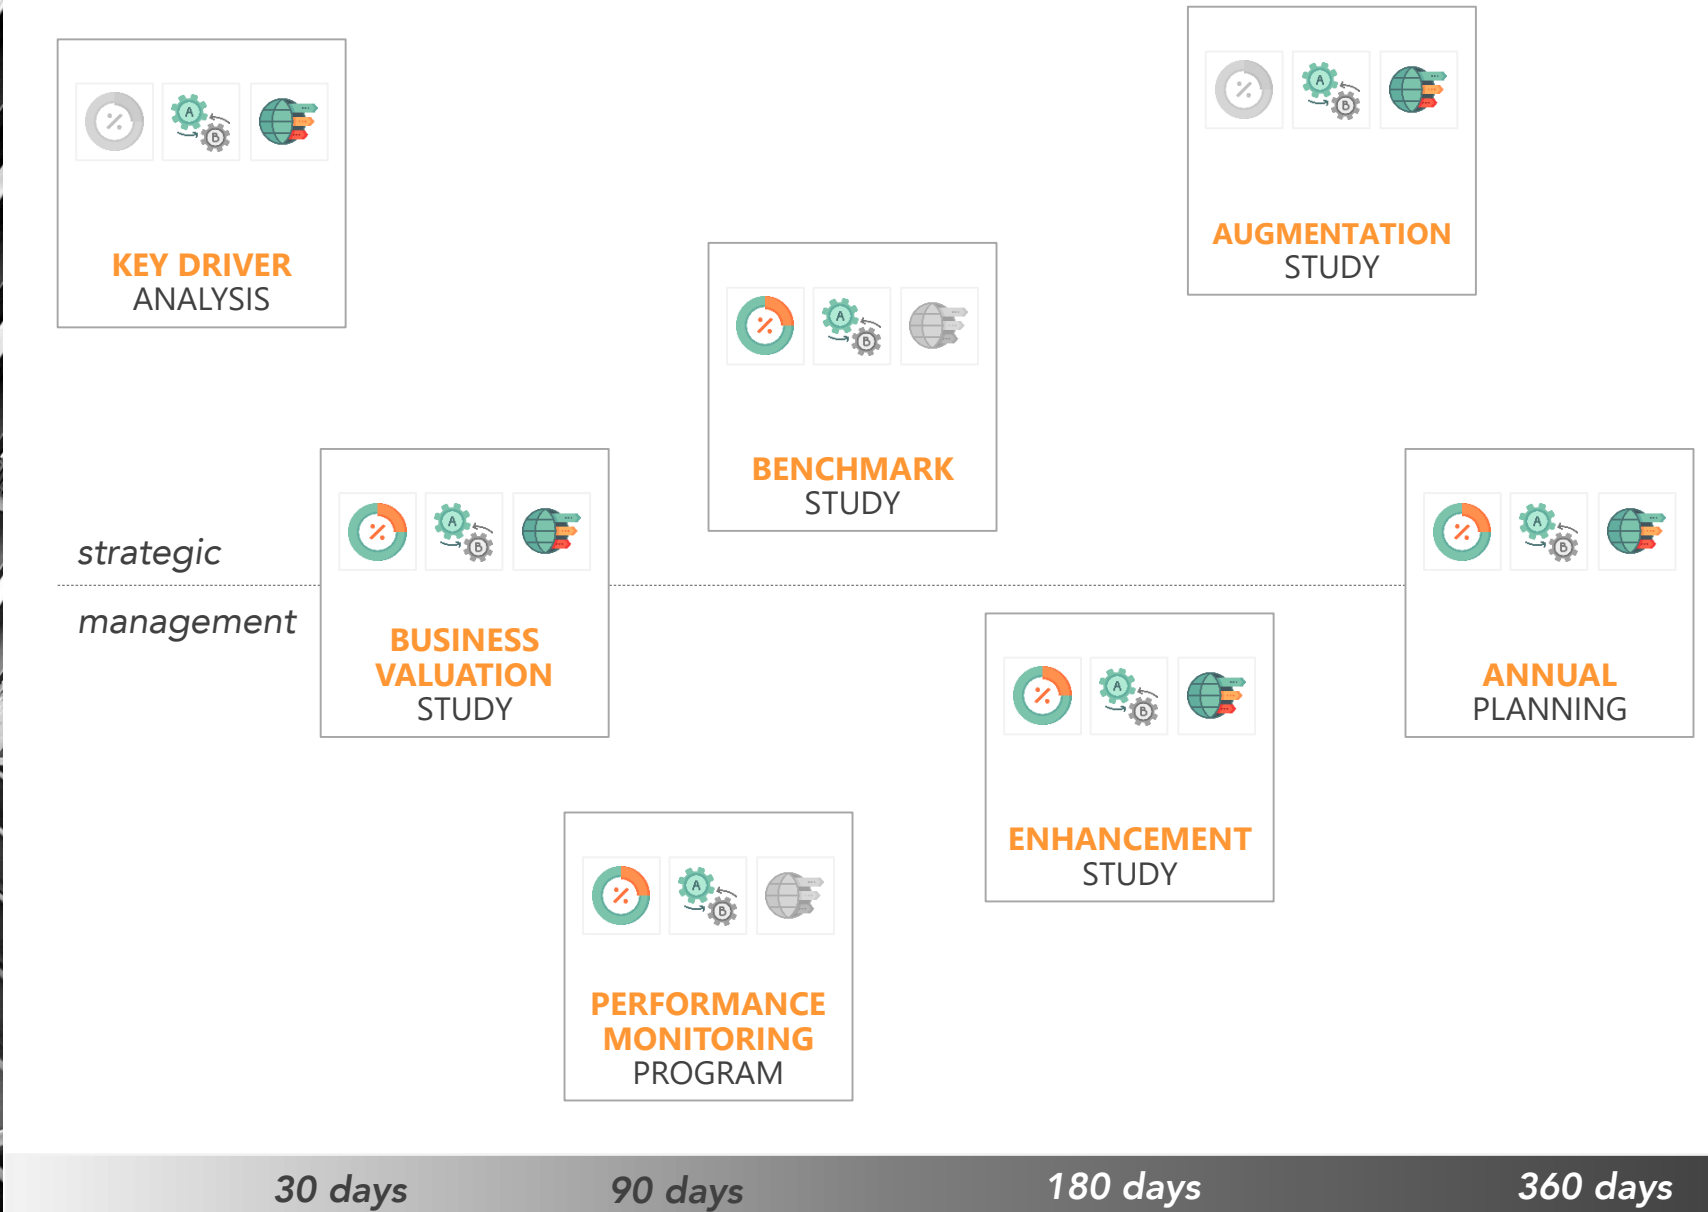 KEY DRIVER
ANALYSIS
AUGMENTATION
STUDY
BENCHMARK
STUDY
strategic
management
BUSINESS
VALUATION
STUDY
ANNUAL
PLANNING
ENHANCEMENT
STUDY
PERFORMANCE
MONITORING
PROGRAM
A
B
A
B
A
B
A
B
A
B
A
B
A
B
30 days
90 days
180 days
360 days